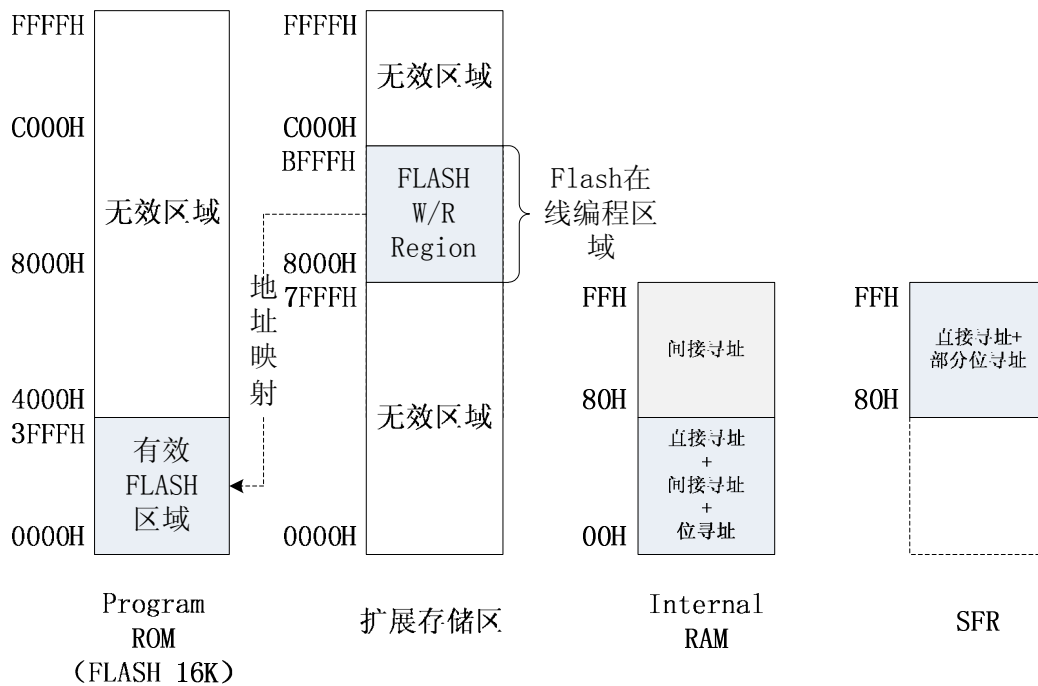 FFFFH
C000H
无效区域
8000H
4000H
3FFFH
有效
FLASH
区域
0000H
Program
ROM
(FLASH 16K)
地
址
映
射
FFFFH
无效区域
C000H
BFFFH
FLASH
W/R
Region
8000H
7FFFH
无效区域
0000H
扩展存储区
Flash在
线编程区
域
FFH
间接寻址
80H
直接寻址
+
间接寻址
+
位寻址
00H
Internal
RAM
FFH
直接寻址+
部分位寻址
80H
SFR